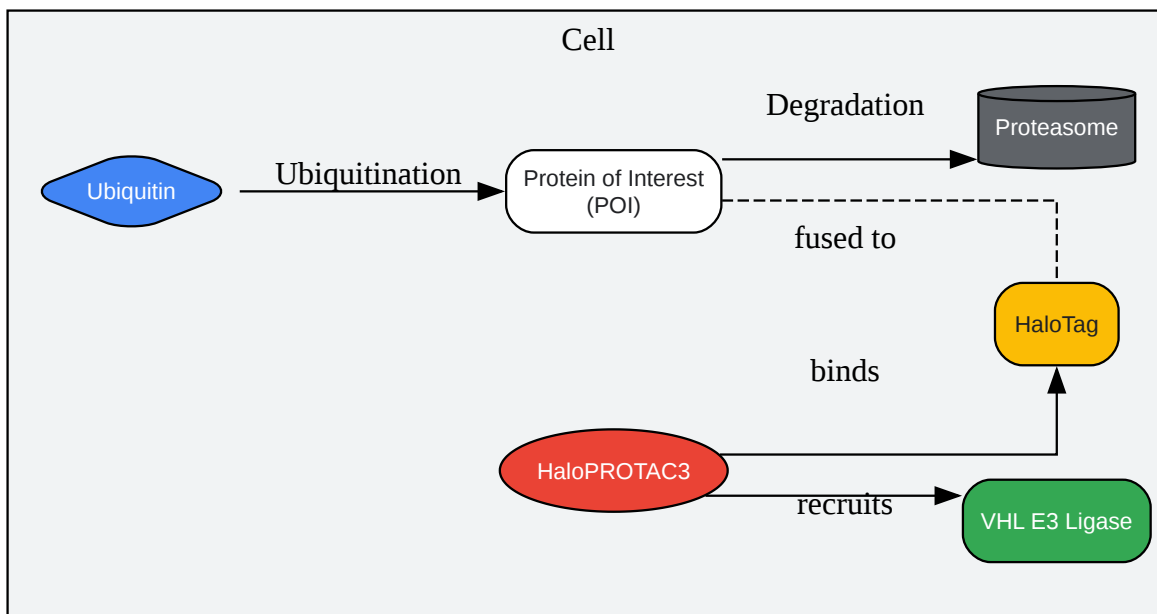 Cell
Degradation
Proteasome
Ubiquitin
Ubiquitination
Protein of Interest
(POI)
fused to
HaloTag
binds
HaloPROTAC3
recruits
VHL E3 Ligase